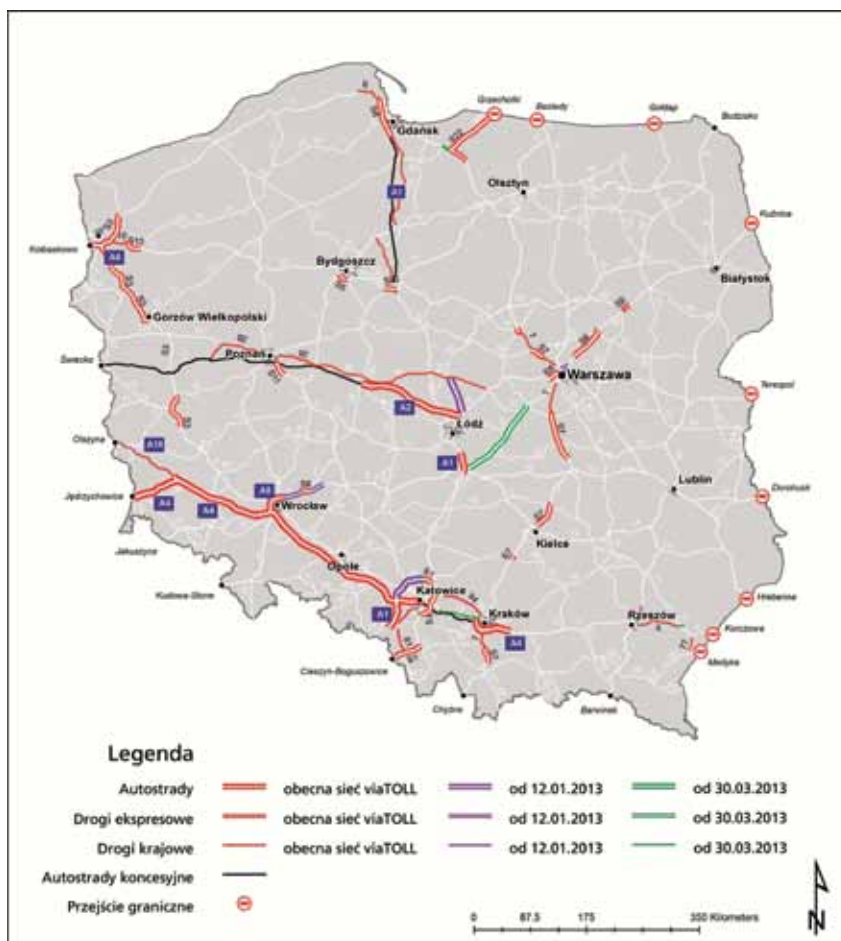 Grzechotki
Bezledy
Gołdap
Budzisko
Gdańsk
S22
Olsztyn
A1
Kuźnica
Kołbaskowo
A6
S10
S3
Bydgoszcz
Białystok
Gorzów Wielkopolski
Świecko
Poznań
Warszawa
Terespol
A2
Łódź
Olszyna
A18
A1
Jędrzychowice
A4
A4
A8
Wrocław
Lublin
Dorohusk
Jakuszyce
Kielce
Kudowa-Słone
Opole
Katowice
Kraków
A1
A4
Rzeszów
Hrebenne
Korczowa
Medyka
Cieszyn-Boguszowice
Chyżne
Barwinek
Legenda
Autostrady obecna sieć viaTOLL od 12.01.2013 od 30.03.2013
Drogi ekspresowe obecna sieć viaTOLL od 12.01.2013 od 30.03.2013
Drogi krajowe obecna sieć viaTOLL od 12.01.2013 od 30.03.2013
Autostrady koncesyjne
Przejście graniczne
0 87.5 175 350 Kilometers
N